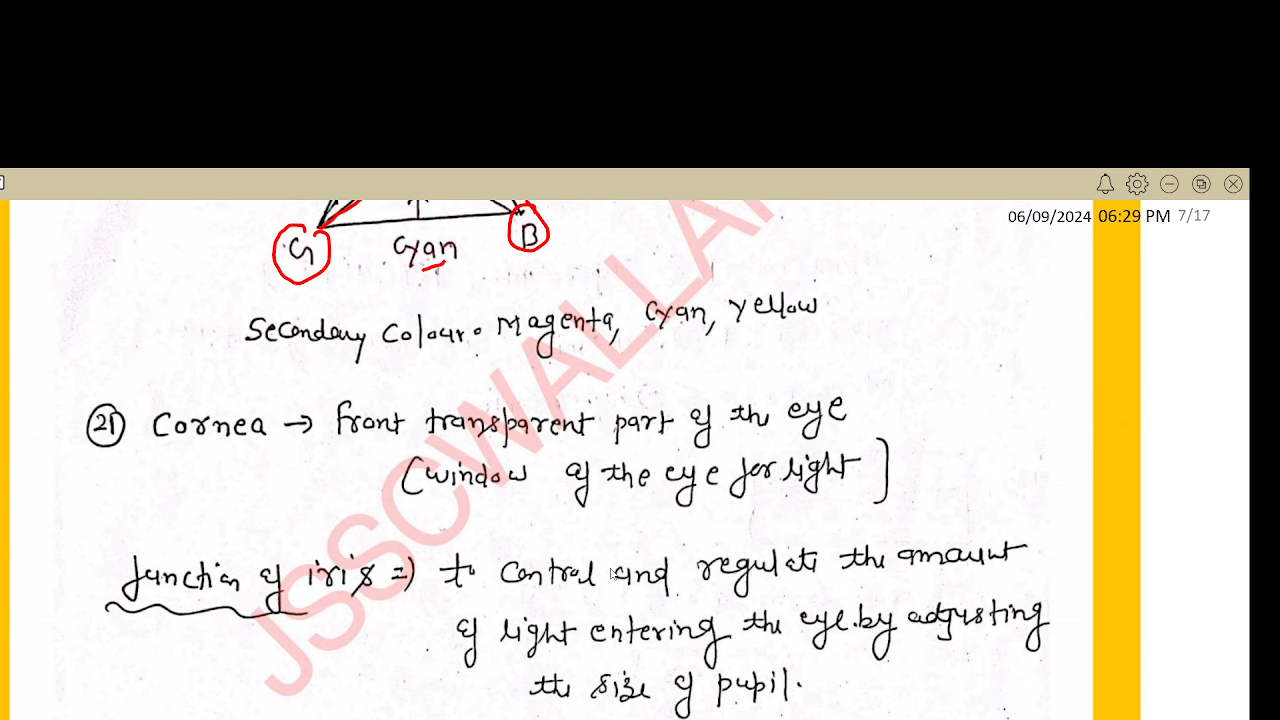 06/09/2024 06:29 PM 7/17
G Cyan B
Secondary Colour. Magenta, Cyan, Yellow
21 Cornea → front transparent part of the eye
(window of the eye for light]
function of iris => to control and regulate the amount
of light entering the eye.by adjusting
the size of pupil.
JSSCWALLA